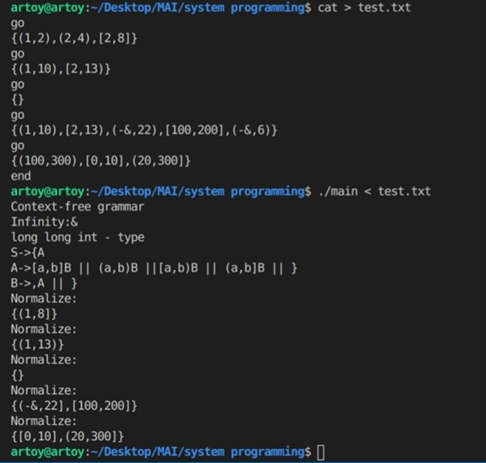 artoy@artoy:~/Desktop/MAI/system programming$ cat > test.txt
go
{(1,2),(2,4),[2,8]}
go
{(1,10),[2,13)}
go
{}
go
{(1,10),[2,13),(-&,22),[100,200],(-&,6)}
go
{(100,300),[0,10],(20,300]}
end
artoy@artoy:~/Desktop/MAI/system programming$ ./main < test.txt
Context-free grammar
Infinity:&
long long int - type
S->{A
A->[a,b]B || (a,b)B ||[a,b)B || (a,b]B || }
B->,A || }
Normalize:
{(1,8]}
Normalize:
{(1,13)}
Normalize:
{}
Normalize:
{(-&,22],[100,200]}
Normalize:
{[0,10],(20,300]}
artoy@artoy:~/Desktop/MAI/system programming$